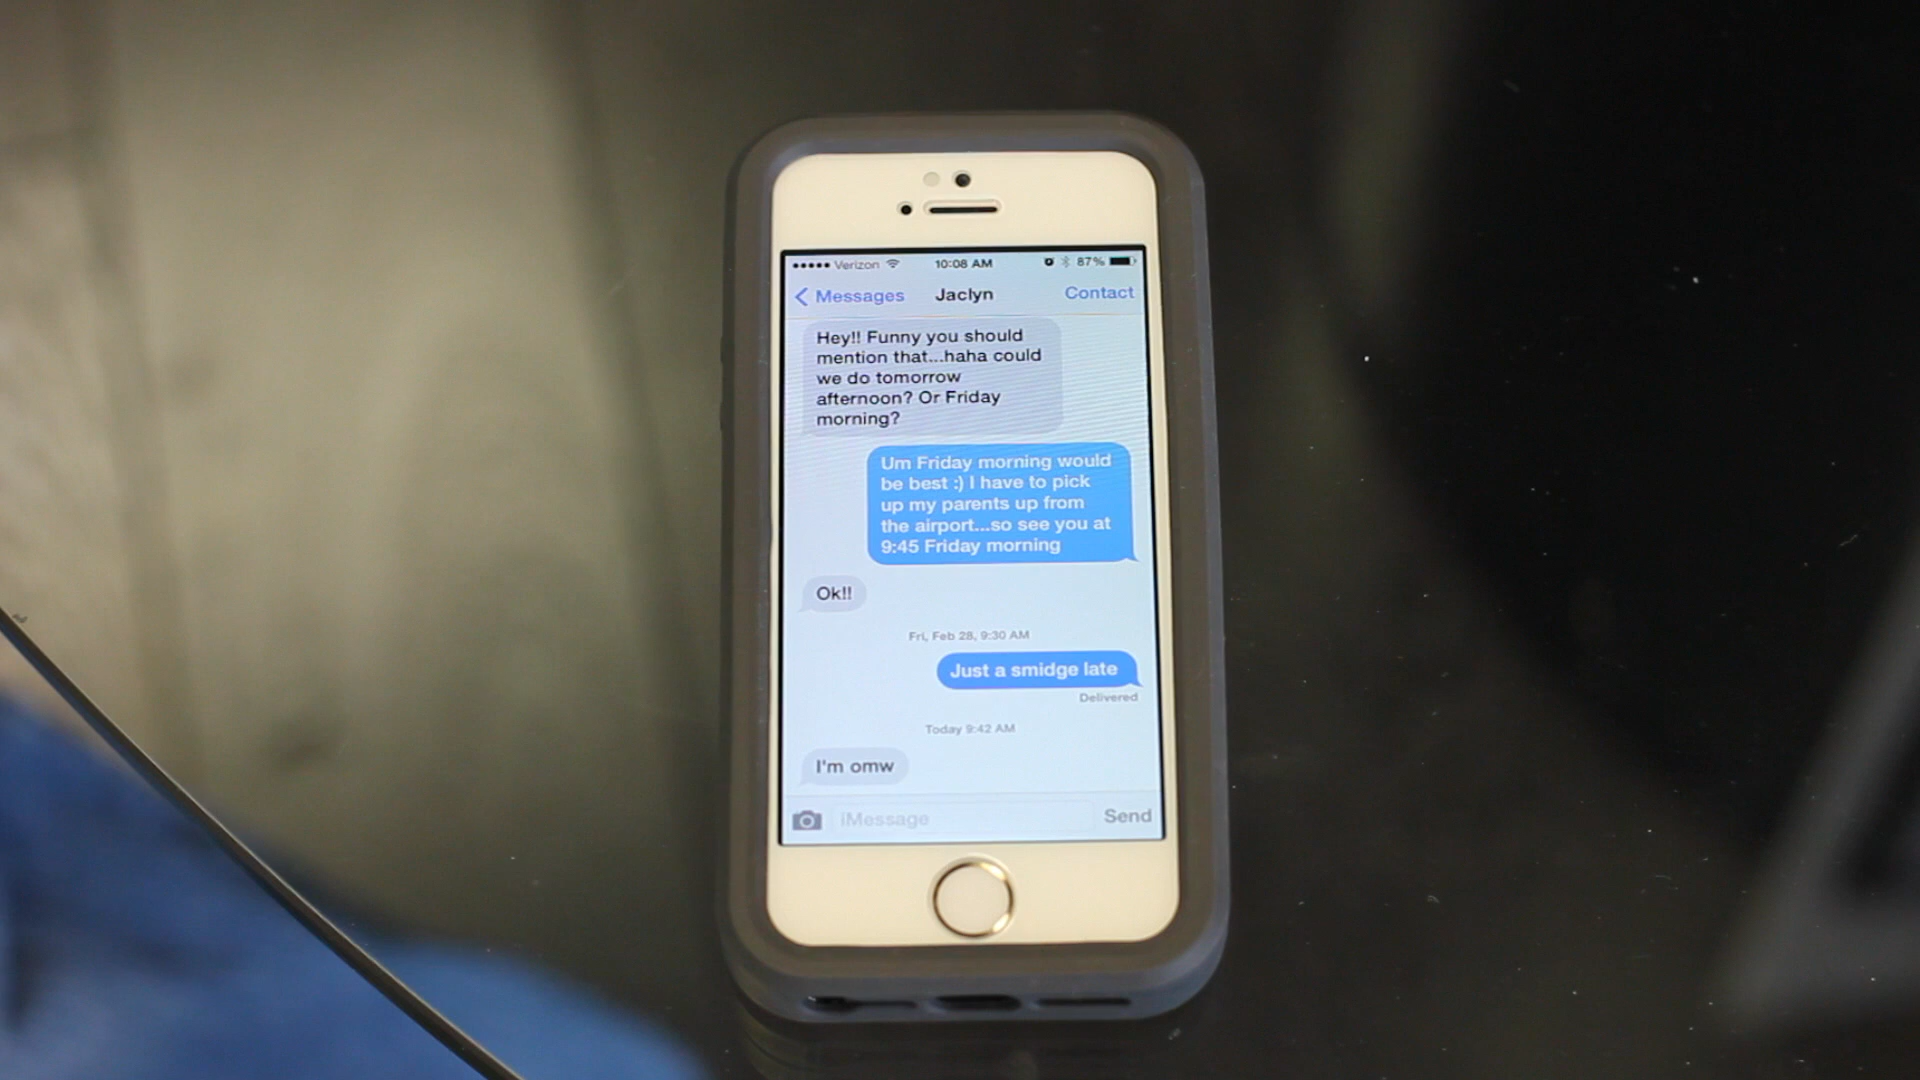 Verizon 10:08 AM 87%
Messages Jaclyn Contact
Hey!! Funny you should
mention that...haha could
we do tomorrow
afternoon? Or Friday
morning?
Um Friday morning would
be best :) I have to pick
up my parents up from
the airport...so see you at
9:45 Friday morning
Ok!!
Fri, Feb 28, 9:30 AM
Just a smidge late
Delivered
Today 9:42 AM
I'm omw
iMessage Send